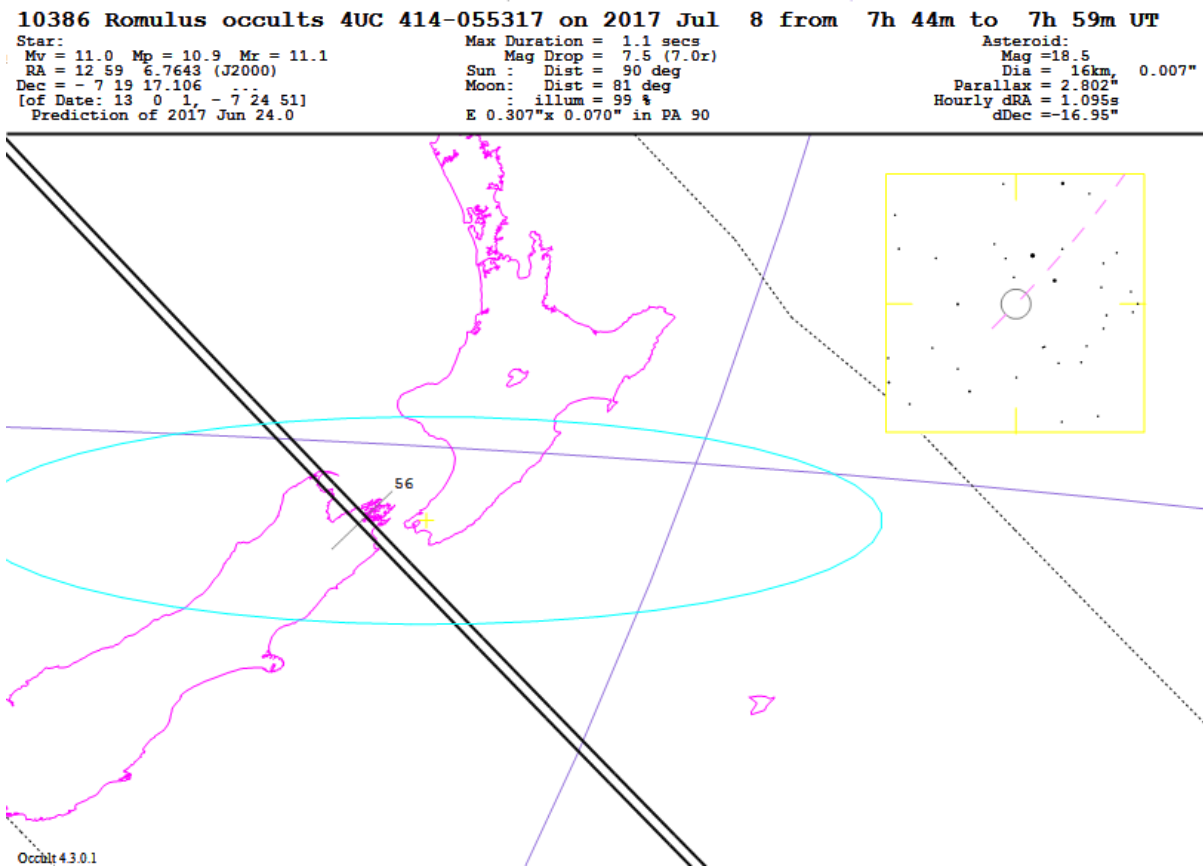 10386 Romulus occults 4UC 414-055317 on 2017 Jul  8 from  7h 44m to  7h 59m UT
Star:
Mv = 11.0  Mp = 10.9  Mr = 11.1
RA = 12 59  6.7643 (J2000)
Dec = - 7 19 17.106   ...
[of Date: 13  0  1, - 7 24 51]
Prediction of 2017 Jun 24.0
Max Duration =  1.1 secs
Mag Drop =  7.5 (7.0r)
Sun :   Dist =  90 deg
Moon:   Dist = 81 deg
:  illum = 99 %
E 0.307"x 0.070" in PA 90
Asteroid:
Mag =18.5
Dia =  16km,  0.007"
Parallax = 2.802"
Hourly dRA = 1.095s
dDec =-16.95"
56
Occult 4.3.0.1